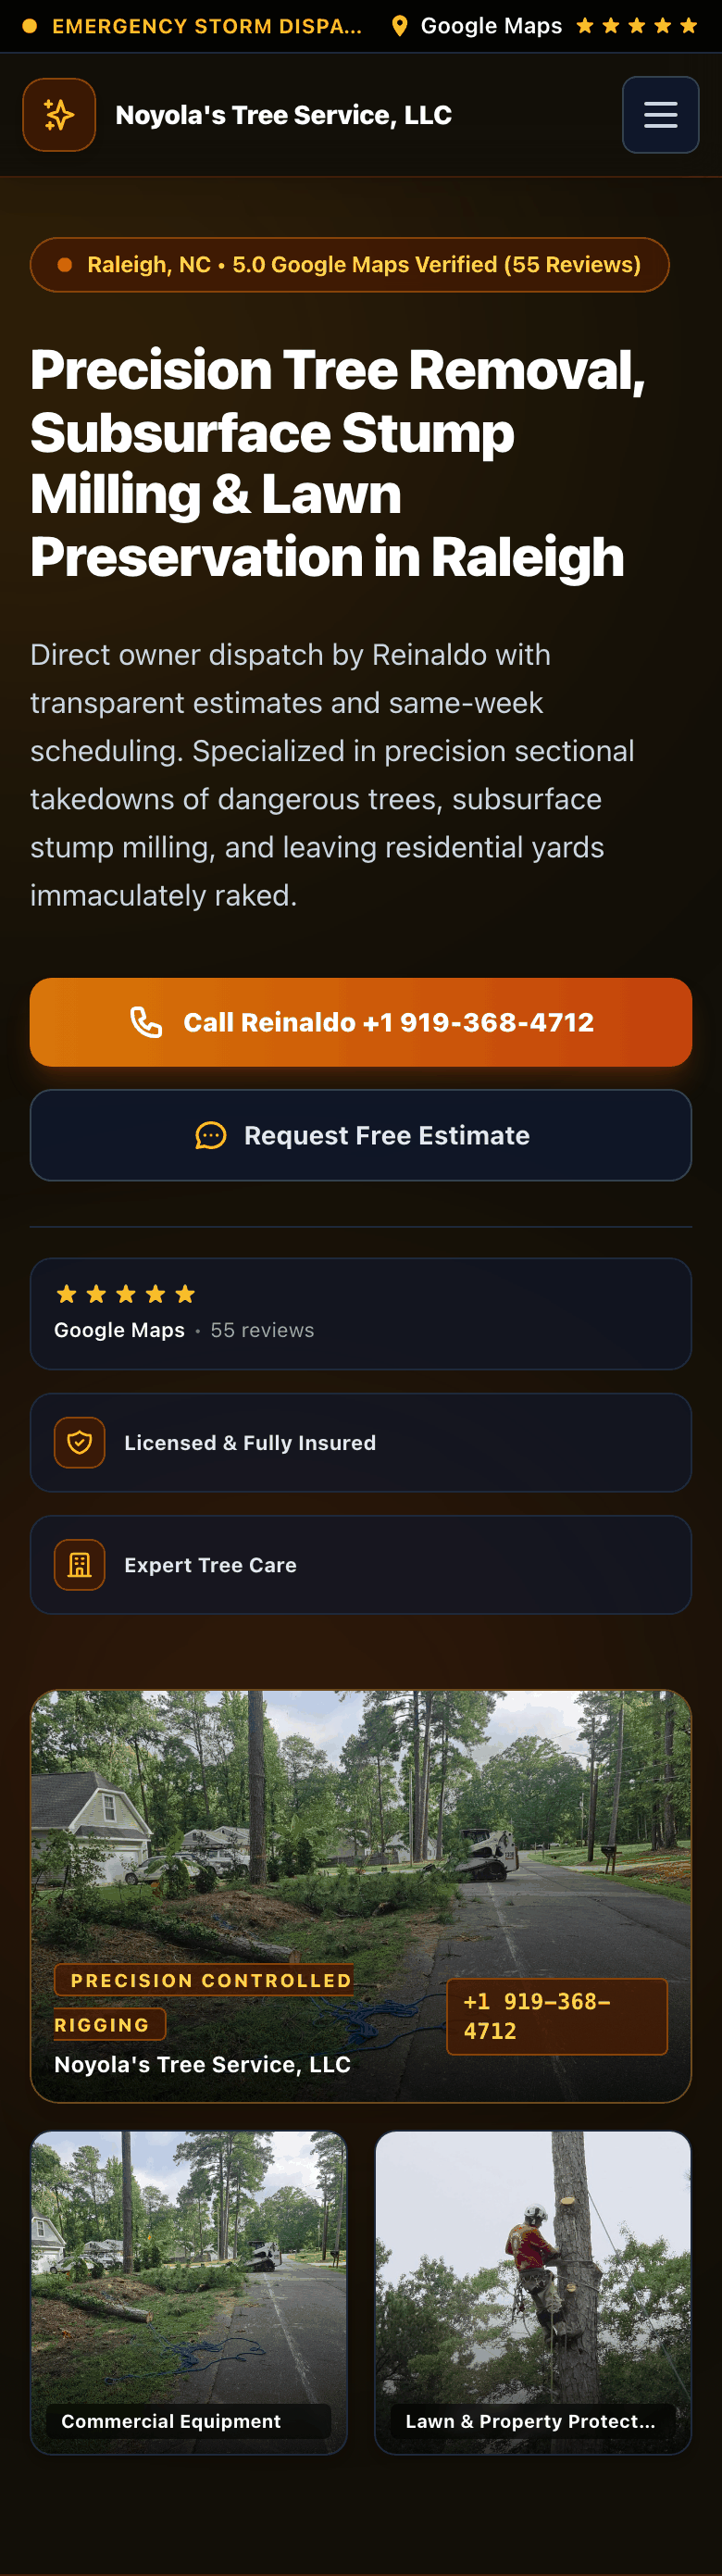 EMERGENCY STORM DISPA...
Google Maps
Noyola's Tree Service, LLC
Raleigh, NC • 5.0 Google Maps Verified (55 Reviews)
Precision Tree Removal,
Subsurface Stump
Milling & Lawn
Preservation in Raleigh
Direct owner dispatch by Reinaldo with
transparent estimates and same-week
scheduling. Specialized in precision sectional
takedowns of dangerous trees, subsurface
stump milling, and leaving residential yards
immaculately raked.
Call Reinaldo +1 919-368-4712
Request Free Estimate
Google Maps • 55 reviews
Licensed & Fully Insured
Expert Tree Care
PRECISION CONTROLLED
RIGGING
Noyola's Tree Service, LLC
+1 919-368-
4712
Commercial Equipment
Lawn & Property Protect...